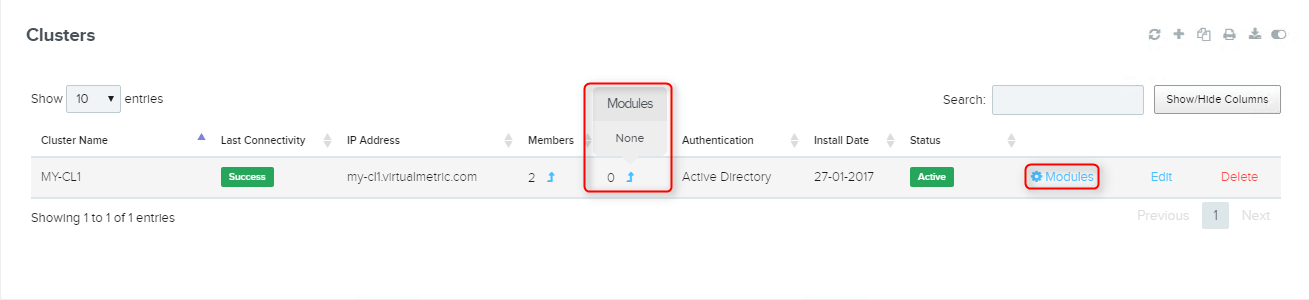 Clusters
Show 10 entries
Search:
Show/Hide Columns
Modules
None
Cluster Name Last Connectivity IP Address Members Authentication Install Date Status
MY-CL1 Success my-cl1.virtualmetric.com 2 0 Active Directory 27-01-2017 Active Modules Edit Delete
Showing 1 to 1 of 1 entries
Previous 1 Next